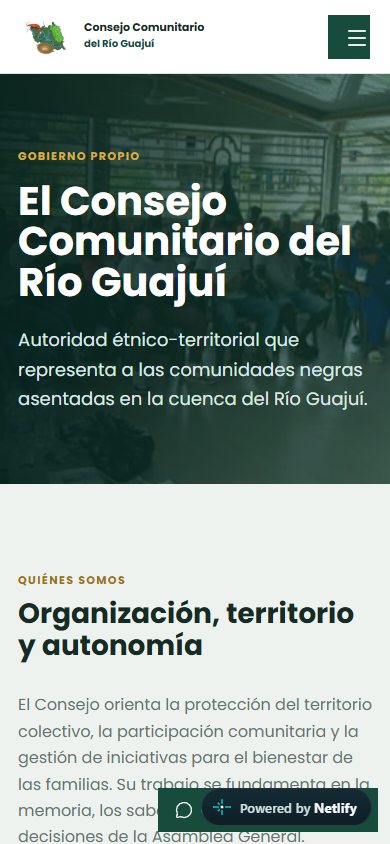 Consejo Comunitario
del Río Guajuí
GOBIERNO PROPIO
El Consejo
Comunitario del
Río Guajuí
Autoridad étnico-territorial que
representa a las comunidades negras
asentadas en la cuenca del Río Guajuí.
QUIÉNES SOMOS
Organización, territorio
y autonomía
El Consejo orienta la protección del territorio
colectivo, la participación comunitaria y la
gestión de iniciativas para el bienestar de
las familias. Su trabajo se fundamenta en la
memoria, los
decisiones de la Asamblea General.
Powered by Netlify